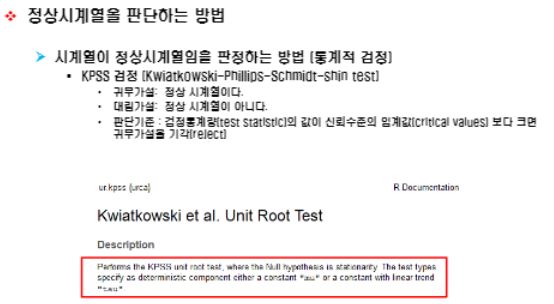 정상시계열을 판단하는 방법
시계열이 정상시계열임을 판정하는 방법 (통계적 검정)
KPSS 검정 (Kwiatkowski-Phillips-Schmidt-shin test)
귀무가설: 정상 시계열이다.
대립가설: 정상 시계열이 아니다.
판단기준 : 검정통계량(test statistic)의 값이 신뢰수준의 임계값(critical values) 보다 크면
귀무가설을 기각(reject)
ur.kpss {urca} R Documentation
Kwiatkowski et al. Unit Root Test
Description
Performs the KPSS unit root test, where the Null hypothesis is stationarity. The test types
specify as deterministic component either a constant "mu" or a constant with linear trend
"tau".